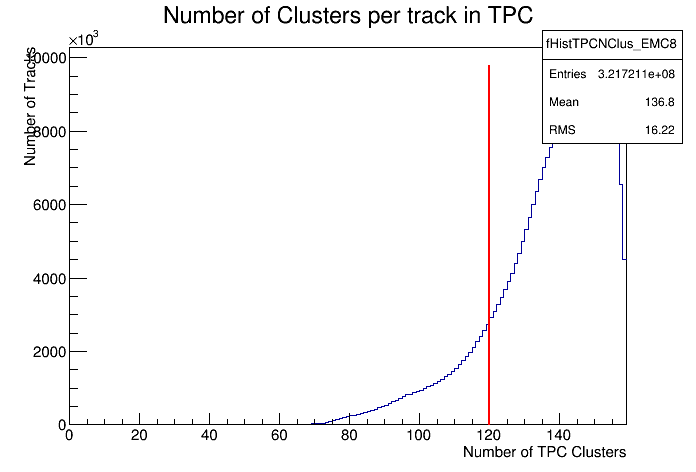 Number of Clusters per track in TPC
×10³
fHistTPCNClus_EMC8
Entries 3.217211e+08
Mean 136.8
RMS 16.22
Number of Tracks
10000
8000
6000
4000
2000
0
0 20 40 60 80 100 120 140
Number of TPC Clusters